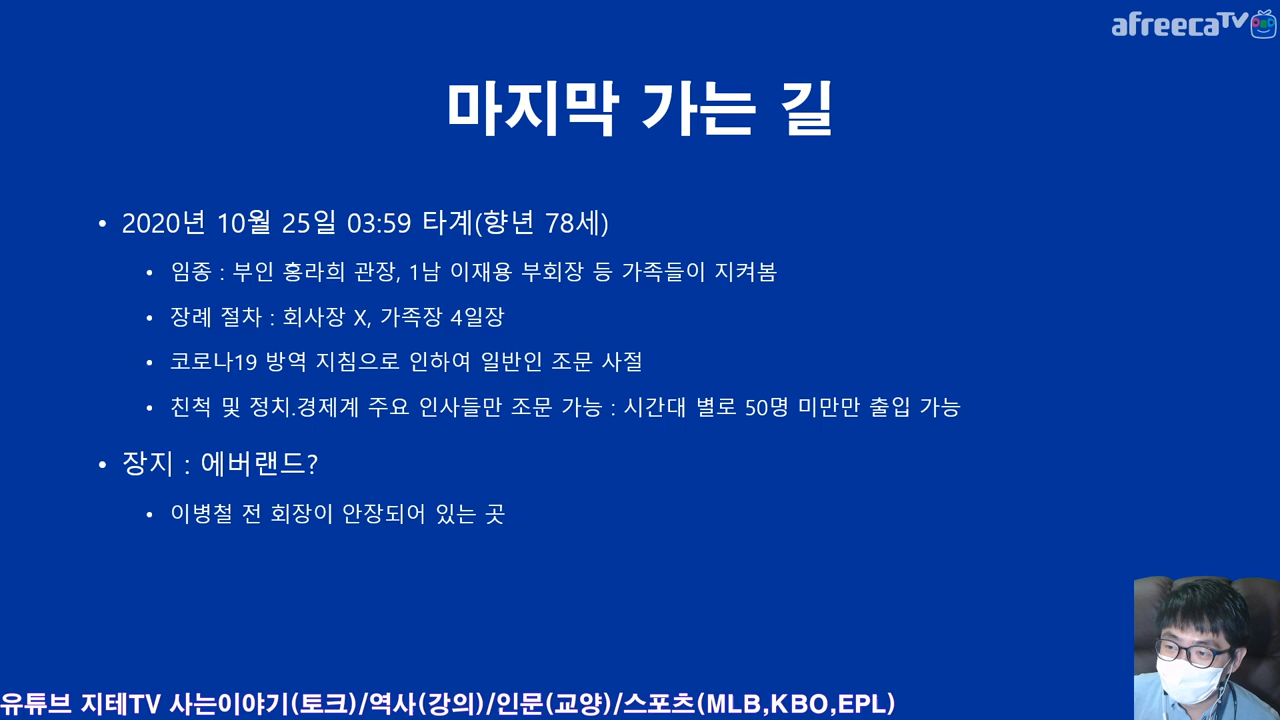 afreecaTV
마지막 가는 길
• 2020년 10월 25일 03:59 타계(향년 78세)
• 임종 : 부인 홍라희 관장, 1남 이재용 부회장 등 가족들이 지켜봄
• 장례 절차 : 회사장 X, 가족장 4일장
• 코로나19 방역 지침으로 인하여 일반인 조문 사절
• 친척 및 정치.경제계 주요 인사들만 조문 가능 : 시간대 별로 50명 미만만 출입 가능
• 장지 : 에버랜드?
• 이병철 전 회장이 안장되어 있는 곳
유튜브 지테TV 사는이야기(토크)/역사(강의)/인문(교양)/스포츠(MLB,KBO,EPL)